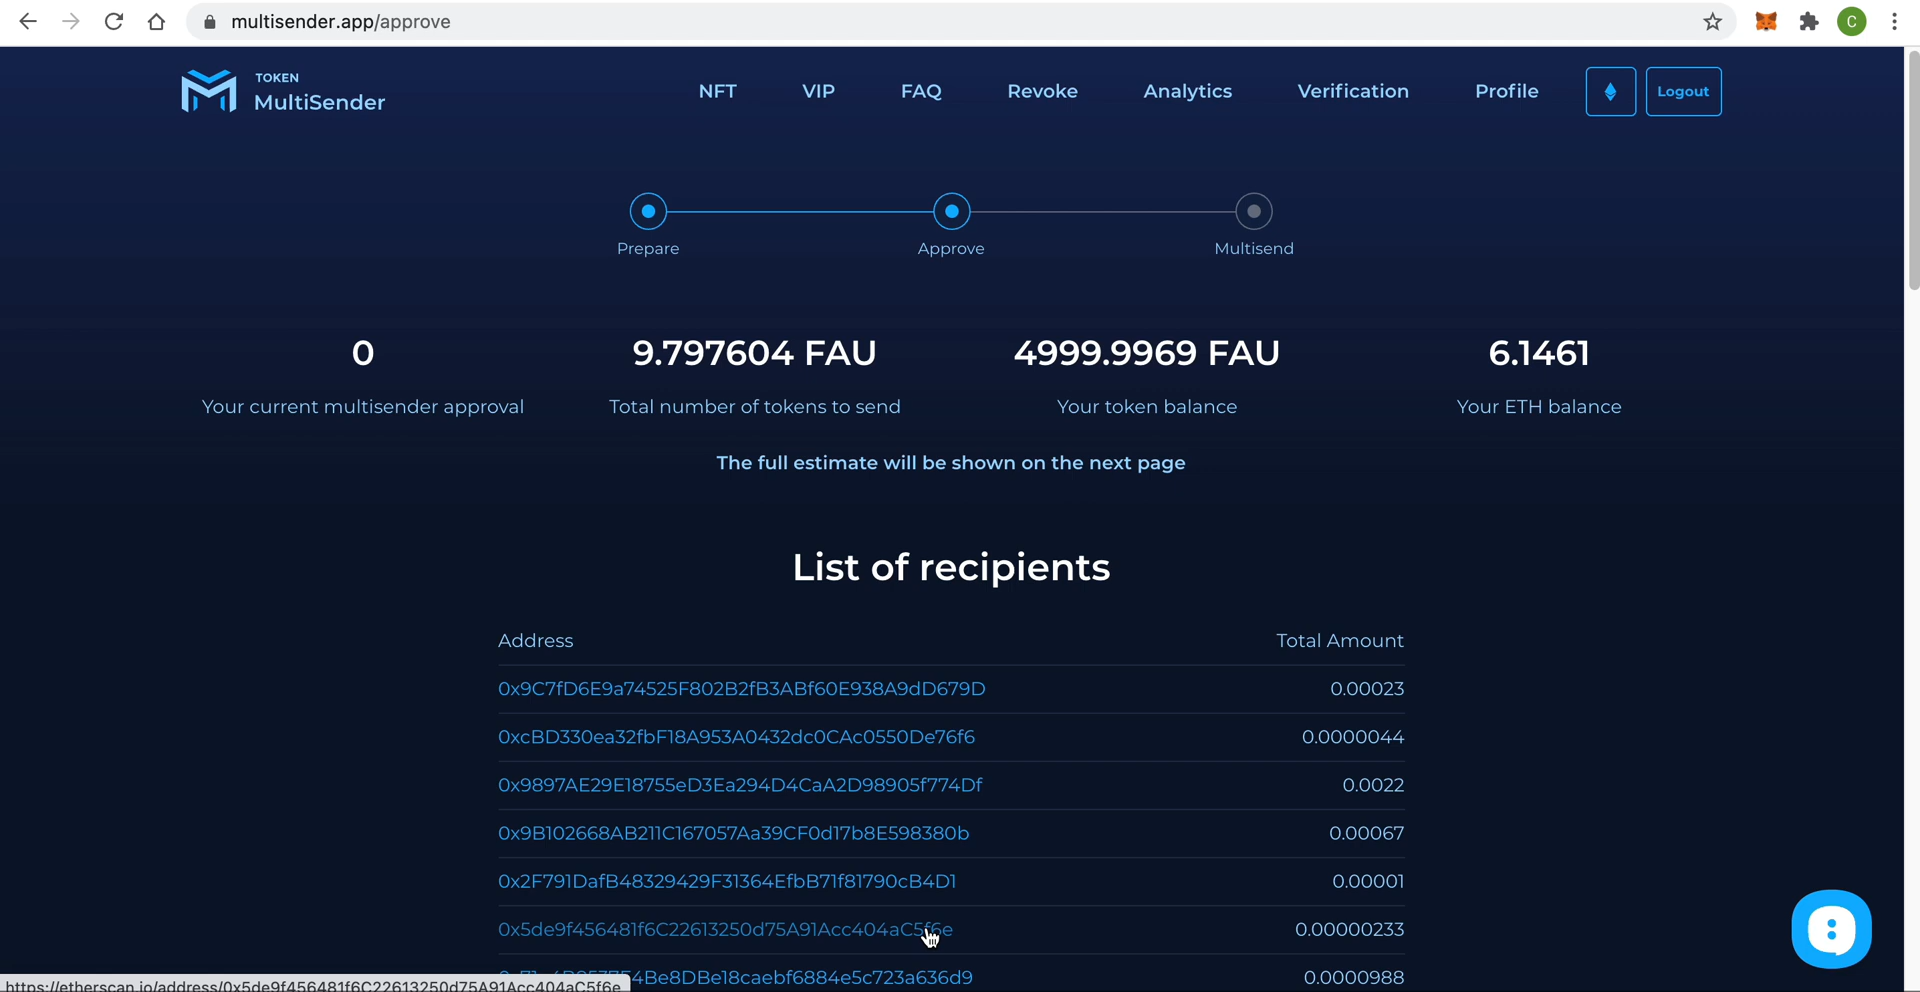 multisender.app/approve
C
TOKEN
MultiSender
NFT
VIP
FAQ
Revoke
Analytics
Verification
Profile
Logout
Prepare
Approve
Multisend
0
9.797604 FAU
4999.9969 FAU
6.1461
Your current multisender approval
Total number of tokens to send
Your token balance
Your ETH balance
The full estimate will be shown on the next page
List of recipients
Address
Total Amount
0x9C7fD6E9a74525F802B2fB3ABf60E938A9dD679D
0.00023
0xcBD330ea32fbF18A953A0432dc0CAc0550De76f6
0.0000044
0x9897AE29E18755eD3Ea294D4CaA2D98905f774Df
0.0022
0x9B102668AB211C167057Aa39CF0d17b8E598380b
0.00067
0x2F791DafB48329429F31364EfbB71f81790cB4D1
0.00001
0x5de9f456481f6C22613250d75A91Acc404aC5f6e
0.00000233
0.0000988
https://etherscan.io/address/0x5de9f456481f6C22613250d75A91Acc404aC5f6e